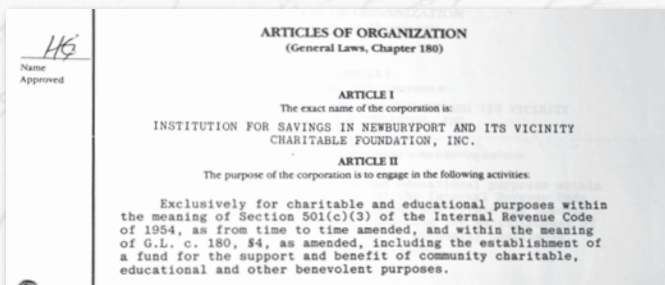 ARTICLES OF ORGANIZATION
(General Laws, Chapter 180)
Name
Approved
ARTICLE I
The exact name of the corporation is:
INSTITUTION FOR SAVINGS IN NEWBURYPORT AND ITS VICINITY
CHARITABLE FOUNDATION, INC.
ARTICLE II
The purpose of the corporation is to engage in the following activities:
Exclusively for charitable and educational purposes within
the meaning of Section 501(c)(3) of the Internal Revenue Code
of 1954, as from time to time amended, and within the meaning
of G.L. c. 180, §4, as amended, including the establishment of
a fund for the support and benefit of community charitable,
educational and other benevolent purposes.